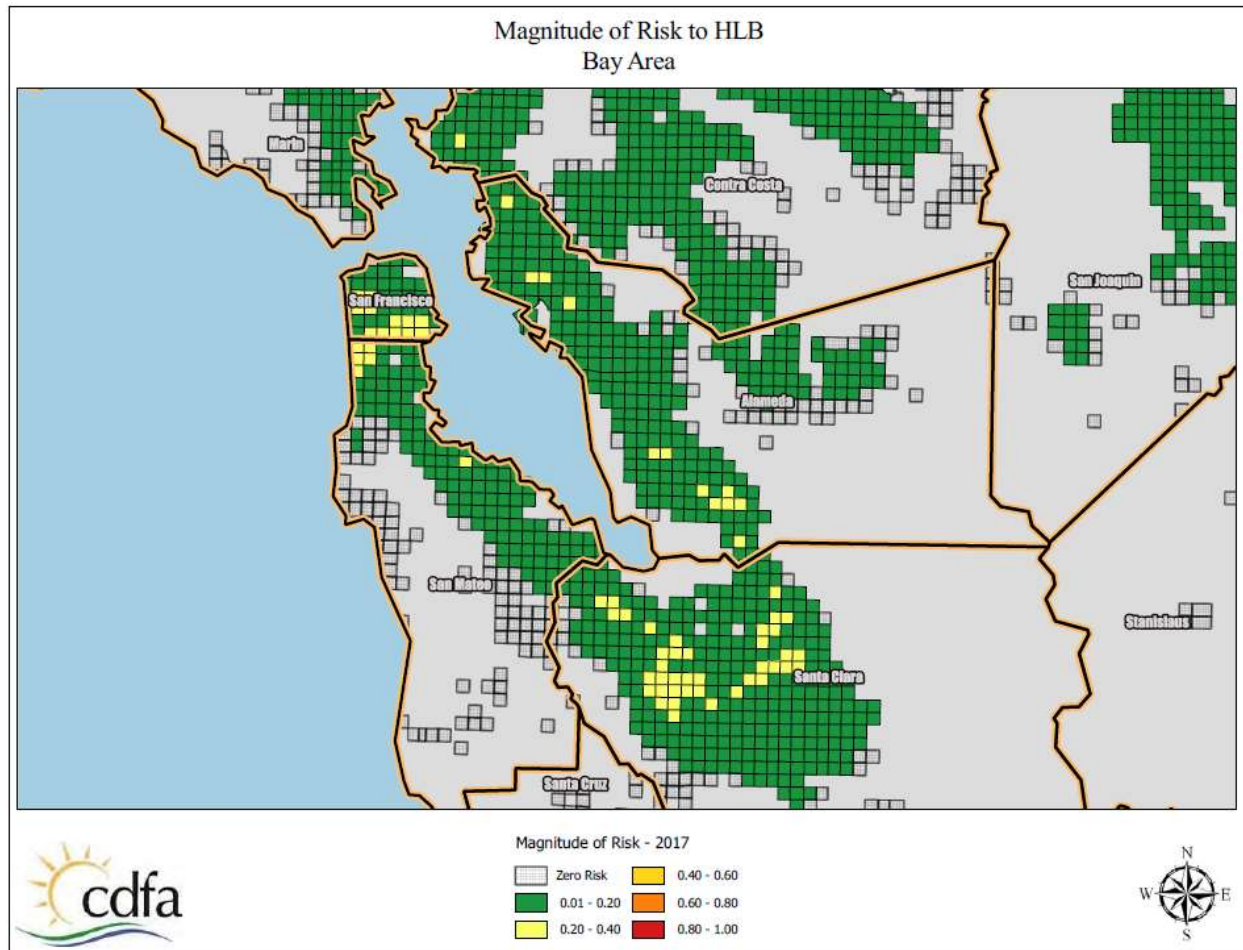 Magnitude of Risk to HLB
Bay Area
Marin
Contra Costa
San Francisco
San Joaquin
Alameda
San Mateo
Stanislaus
Santa Clara
Santa Cruz
Magnitude of Risk - 2017
Zero Risk
0.40 - 0.60
0.01 - 0.20
0.60 - 0.80
0.20 - 0.40
0.80 - 1.00
cdfa
N
W E
S